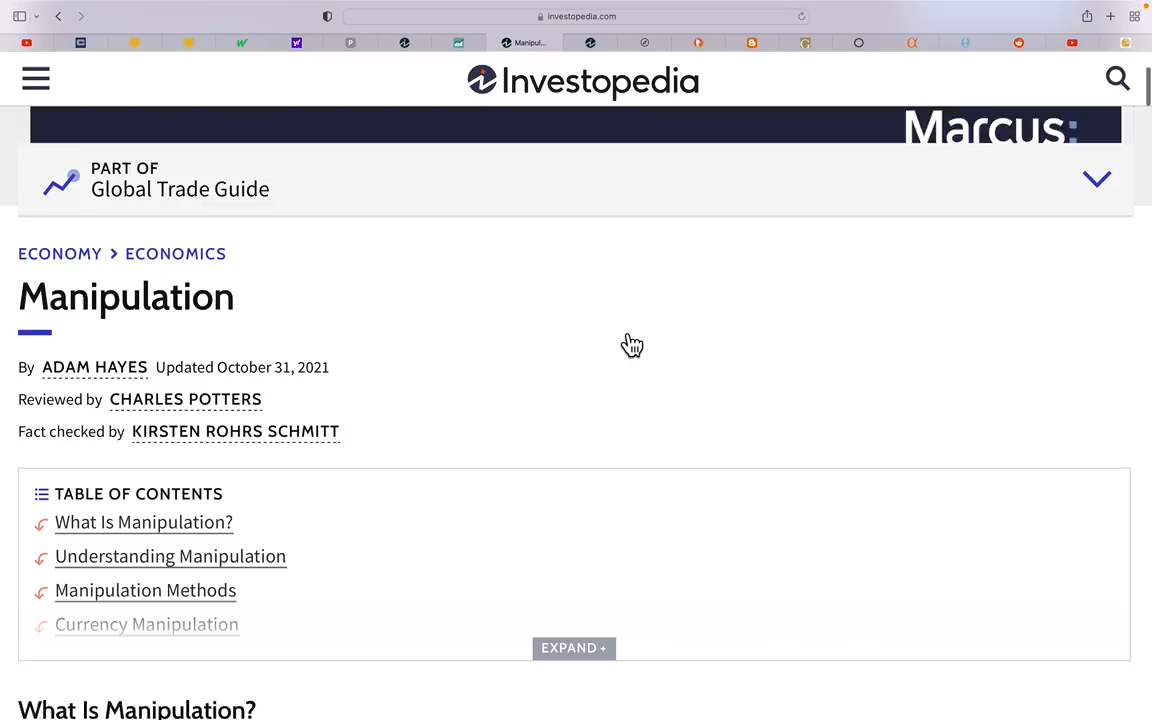 investopedia.com
Manipul...
Investopedia
Marcus:
PART OF
Global Trade Guide
ECONOMY > ECONOMICS
Manipulation
By ADAM HAYES Updated October 31, 2021
Reviewed by CHARLES POTTERS
Fact checked by KIRSTEN ROHRS SCHMITT
TABLE OF CONTENTS
What Is Manipulation?
Understanding Manipulation
Manipulation Methods
Currency Manipulation
EXPAND +
What Is Manipulation?